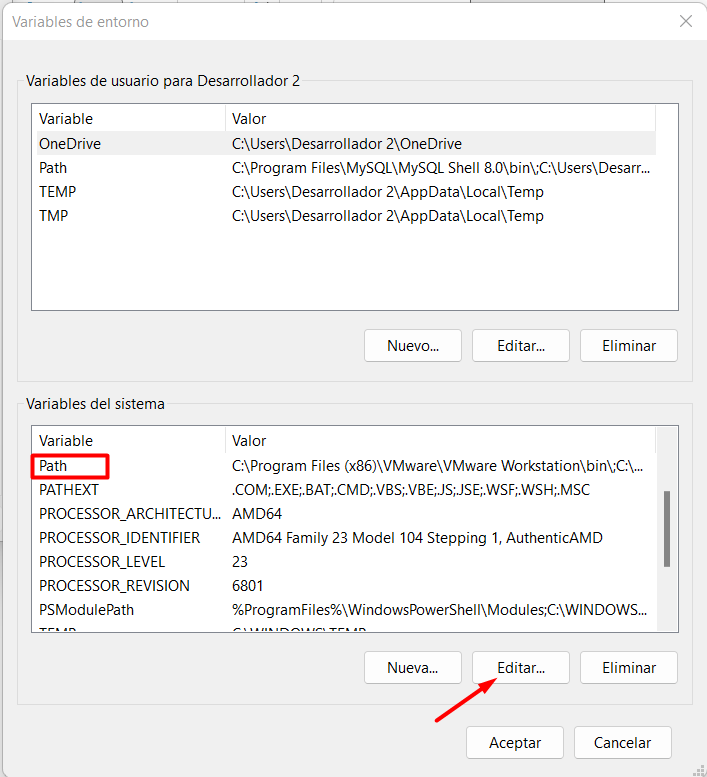 Variables de entorno
Variables de usuario para Desarrollador 2
Variable Valor
OneDrive C:\Users\Desarrollador 2\OneDrive
Path C:\Program Files\MySQL\MySQL Shell 8.0\bin\;C:\Users\Desarr...
TEMP C:\Users\Desarrollador 2\AppData\Local\Temp
TMP C:\Users\Desarrollador 2\AppData\Local\Temp
Nuevo... Editar... Eliminar
Variables del sistema
Variable Valor
Path C:\Program Files (x86)\VMware\VMware Workstation\bin\;C:\...
PATHEXT .COM;.EXE;.BAT;.CMD;.VBS;.VBE;.JS;.JSE;.WSF;.WSH;.MSC
PROCESSOR_ARCHITECTU... AMD64
PROCESSOR_IDENTIFIER AMD64 Family 23 Model 104 Stepping 1, AuthenticAMD
PROCESSOR_LEVEL 23
PROCESSOR_REVISION 6801
PSModulePath %ProgramFiles%\WindowsPowerShell\Modules;C:\WINDOWS...
TEMP C:\WINDOWS\TEMP
Nueva... Editar... Eliminar
Aceptar Cancelar